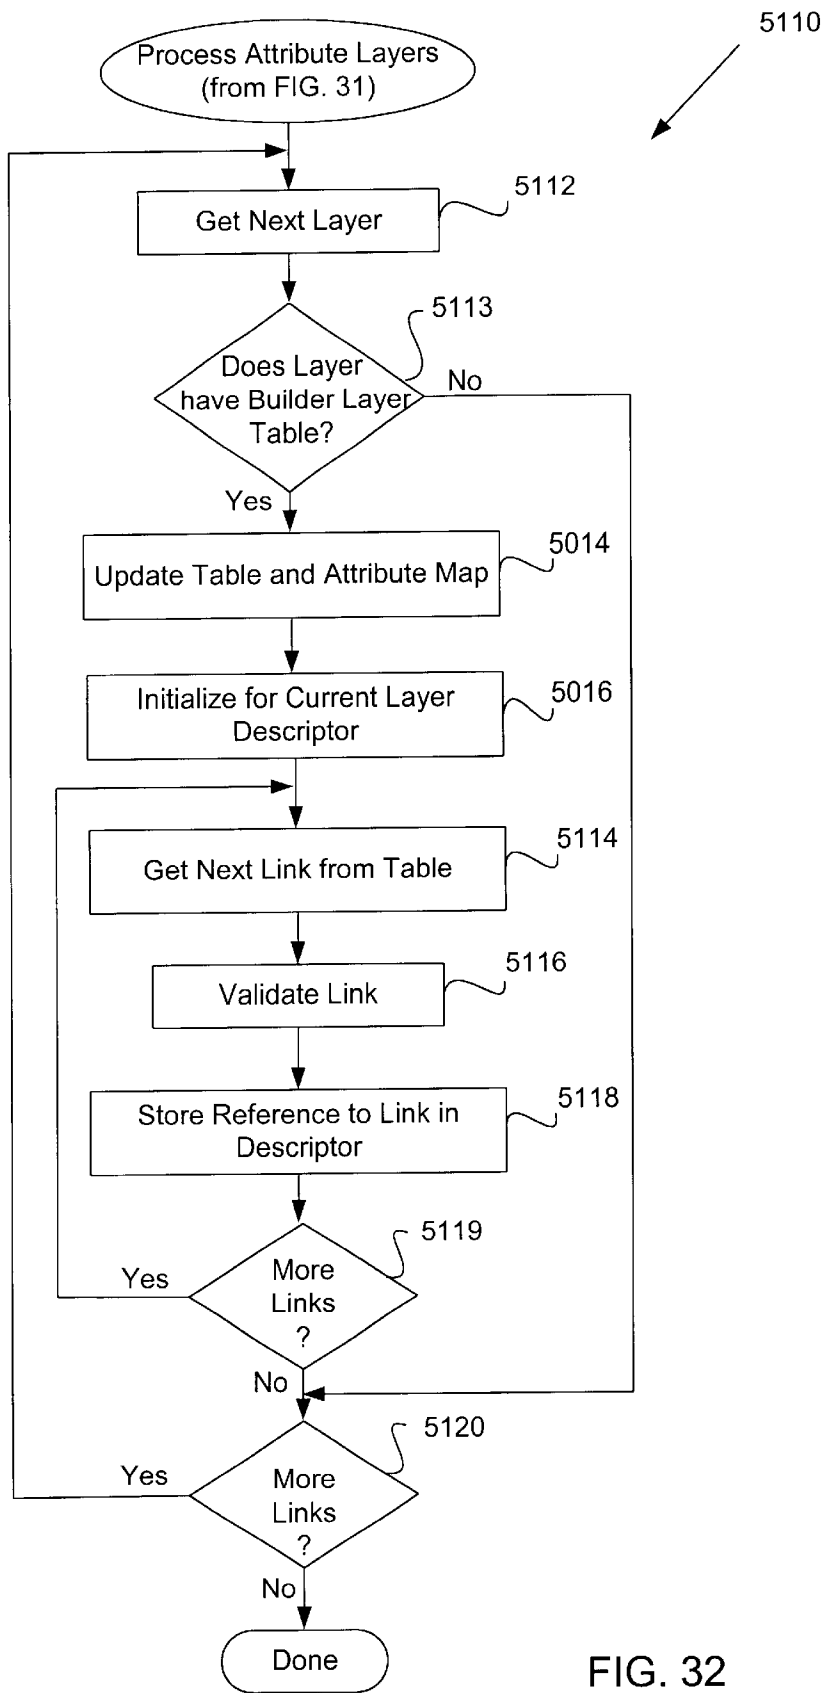 5110
Process Attribute Layers
(from FIG. 31)
5112
Get Next Layer
5113
Does Layer
have Builder Layer
Table?
No
Yes
5014
Update Table and Attribute Map
5016
Initialize for Current Layer
Descriptor
5114
Get Next Link from Table
5116
Validate Link
5118
Store Reference to Link in
Descriptor
5119
More
Links
?
Yes
No
5120
More
Links
?
Yes
No
Done
FIG. 32